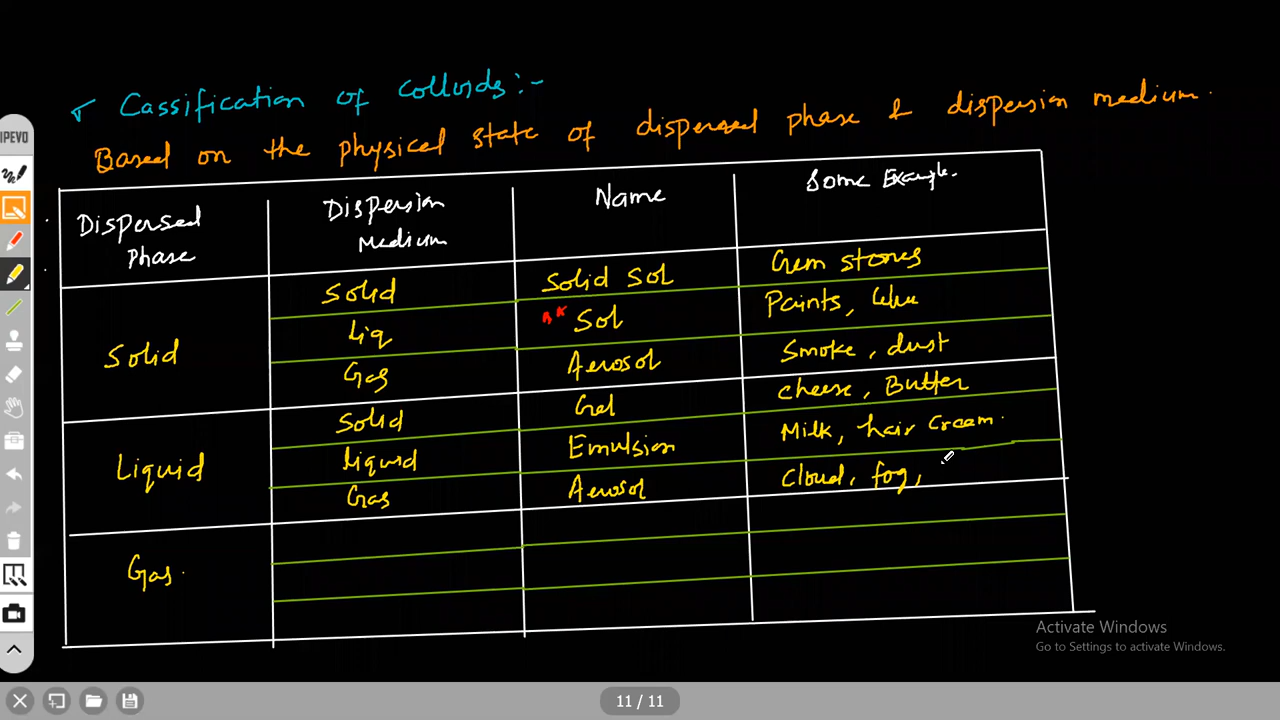 Cassification of colloids:-
Based on the physical state of dispersed phase & dispersion medium.
IPEVO
Dispersed Phase
Dispersion Medium
Name
Some Example.
Solid
Solid
Solid Sol
Gem stones
Liq
Sol
Paints,
Gas
Aerosol
Smoke, dust
Liquid
Solid
Gel
Cheese, Butter
Liquid
Emulsion
Milk, hair cream.
Gas
Aerosol
Cloud, fog,
Gas.
Activate Windows
Go to Settings to activate Windows.
11 / 11